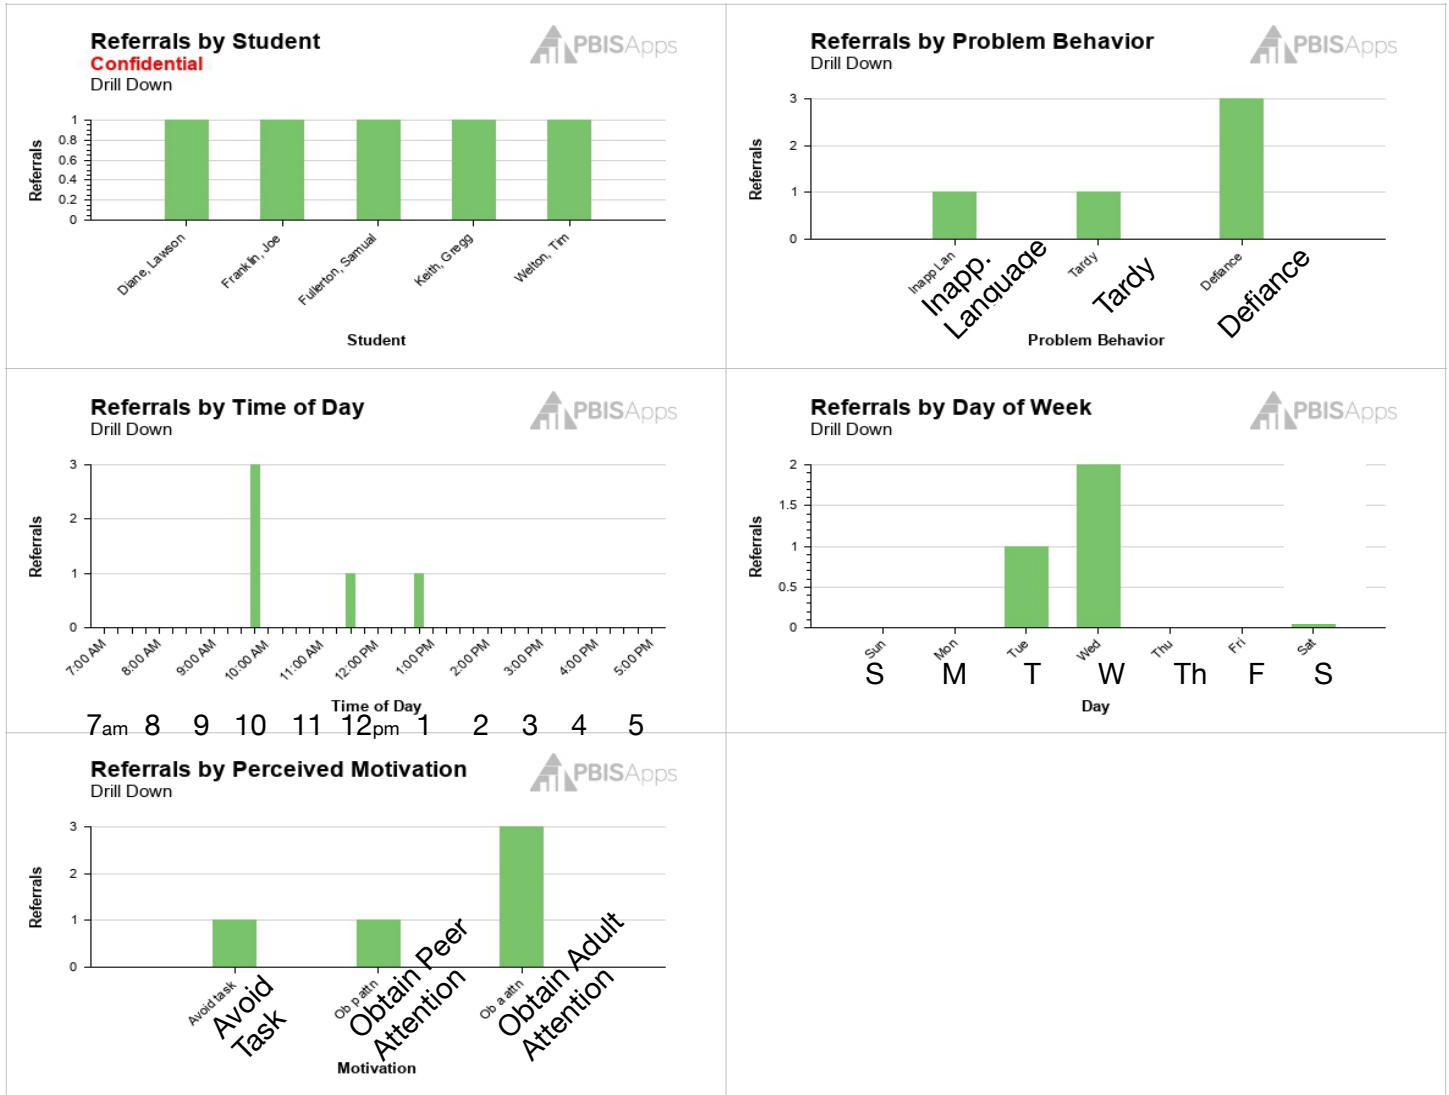 Referrals by Student
Confidential
Drill Down
PBISApps
Referrals
1
0.8
0.6
0.4
0.2
0
Diane, Lawson
Franklin, Joe
Fullerton, Samual
Keith, Gregg
Welton, Tim
Student
Referrals by Problem Behavior
Drill Down
PBISApps
Referrals
3
2
1
0
Inapp Lan
Inapp.
Language
Tardy
Tardy
Defiance
Defiance
Problem Behavior
Referrals by Time of Day
Drill Down
PBISApps
Referrals
3
2
1
0
7:00 AM
8:00 AM
9:00 AM
10:00 AM
11:00 AM
12:00 PM
1:00 PM
2:00 PM
3:00 PM
4:00 PM
5:00 PM
Time of Day
7am 8 9 10 11 12pm 1 2 3 4 5
Referrals by Day of Week
Drill Down
PBISApps
Referrals
2
1.5
1
0.5
0
Sun
Mon
Tue
Wed
Thu
Fri
Sat
S M T W Th F S
Day
Referrals by Perceived Motivation
Drill Down
PBISApps
Referrals
3
2
1
0
Avoid task
Avoid
Task
Ob p attn
Obtain Peer
Attention
Ob a attn
Obtain Adult
Attention
Motivation